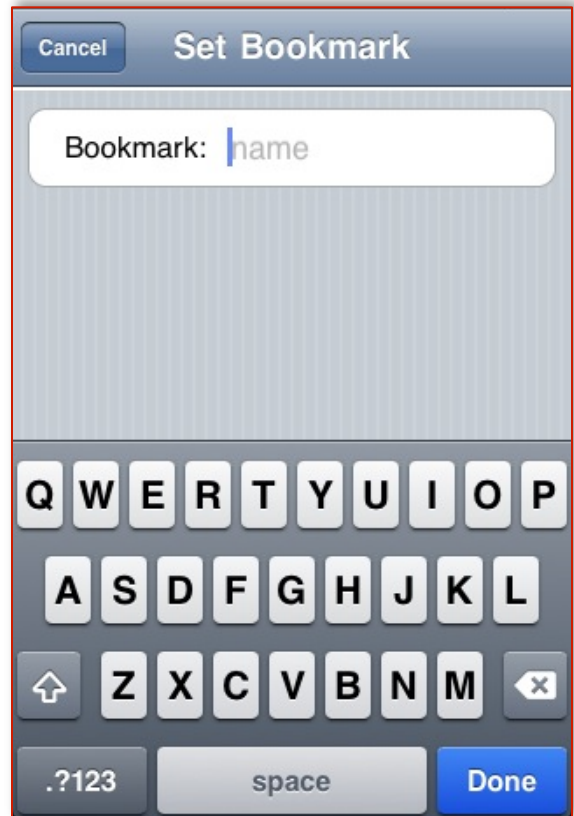 Cancel Set Bookmark
Bookmark: name
Q W E R T Y U I O P
A S D F G H J K L
Z X C V B N M
.?123 space Done